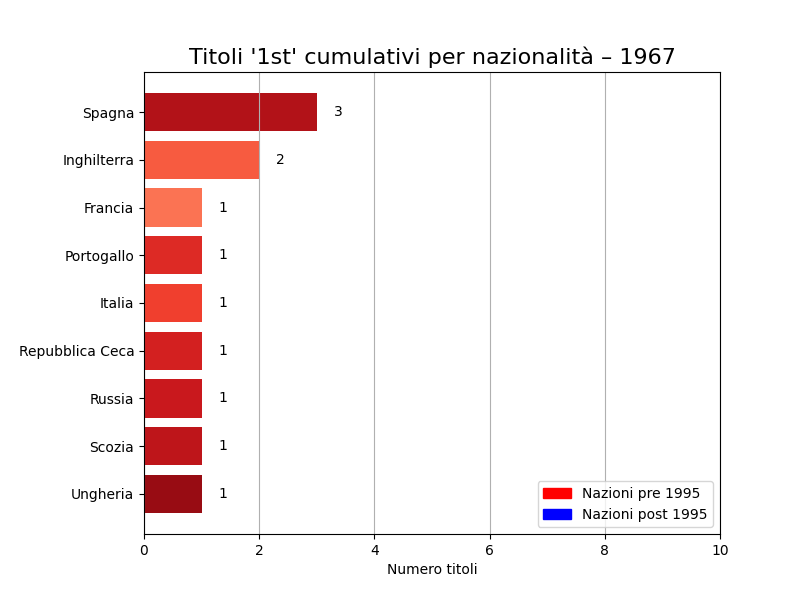 Titoli '1st' cumulativi per nazionalità – 1967
Spagna 3
Inghilterra 2
Francia 1
Portogallo 1
Italia 1
Repubblica Ceca 1
Russia 1
Scozia 1
Ungheria 1
Nazioni pre 1995
Nazioni post 1995
0 2 4 6 8 10
Numero titoli